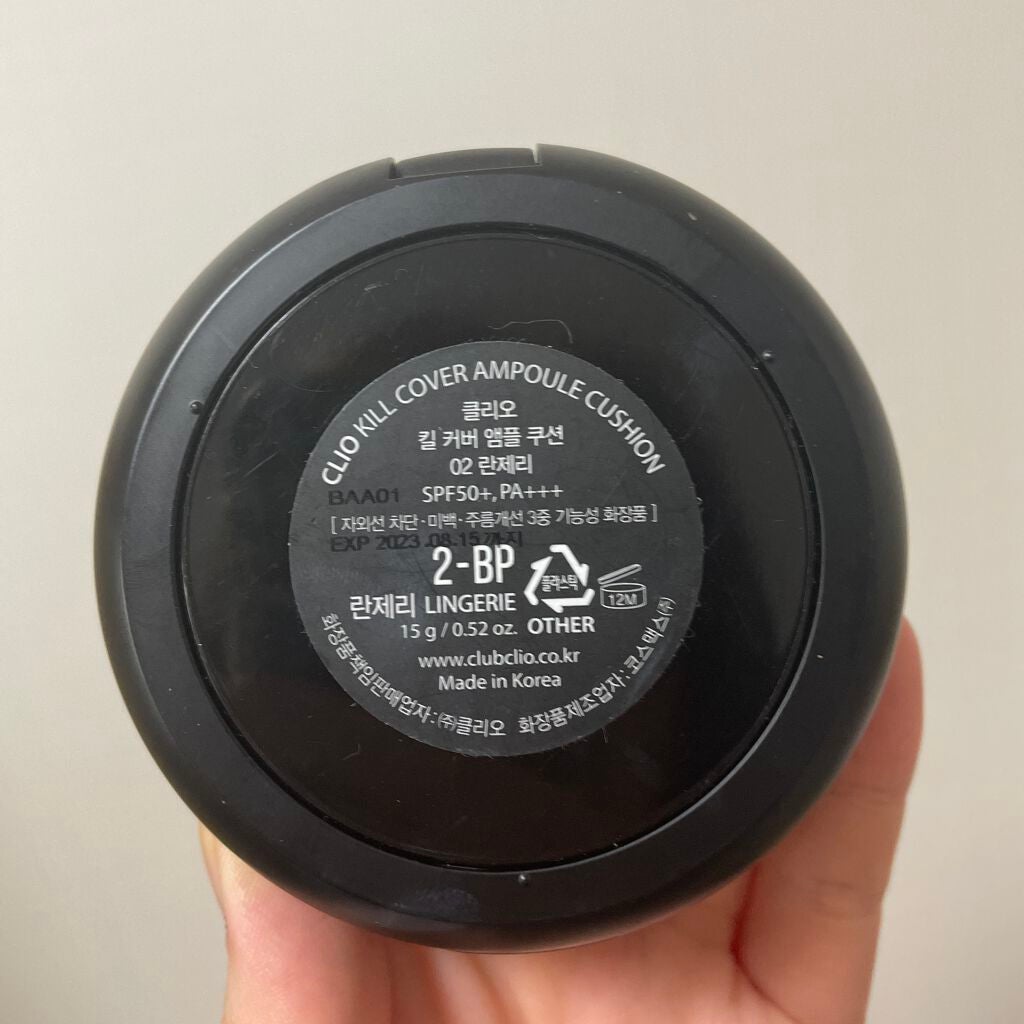 CLIO KILL COVER AMPOULE CUSHION
클리오
킬 커버 앰플 쿠션
02 란제리
BAA01 SPF50+, PA+++
[ 자외선 차단·미백·주름개선 3중 기능성 화장품 ]
EXP 2023.08.15 까지
2-BP
플라스틱
12M
란제리 LINGERIE
15 g / 0.52 oz. OTHER
www.clubclio.co.kr
Made in Korea
화장품책임판매업자 : ㈜클리오 화장품제조업자 : 코스맥스㈜